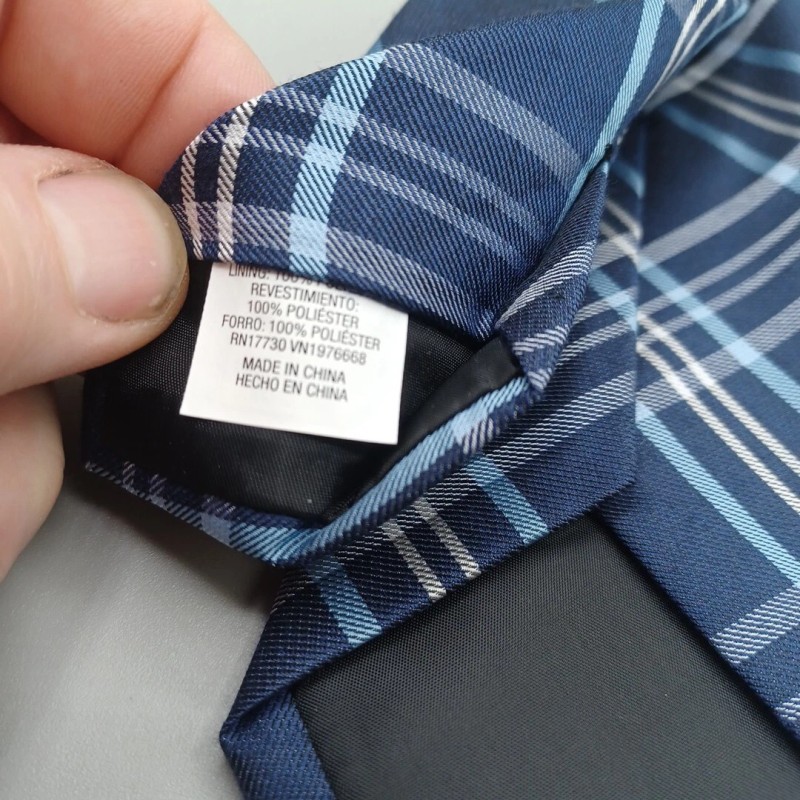 LINING: 100%
REVESTIMIENTO:
100% POLIÉSTER
FORRO: 100% POLIÉSTER
RN17730 VN1976668
MADE IN CHINA
HECHO EN CHINA